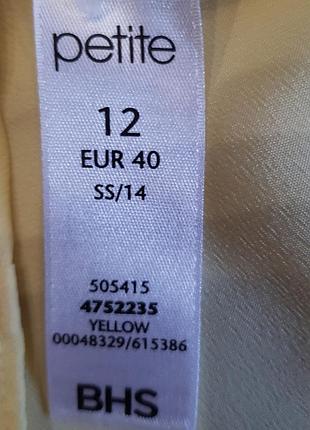 petite
12
EUR 40
SS/14
505415
4752235
YELLOW
00048329/615386
BHS